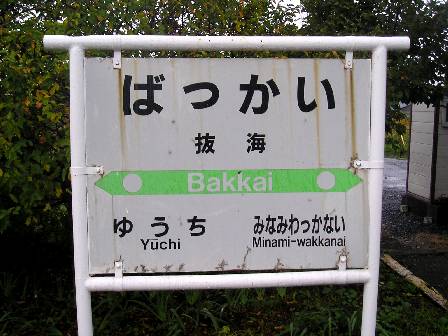 ばっかい
抜海
Bakkai
ゆうち みなみわっかない
Yūchi Minami-wakkanai